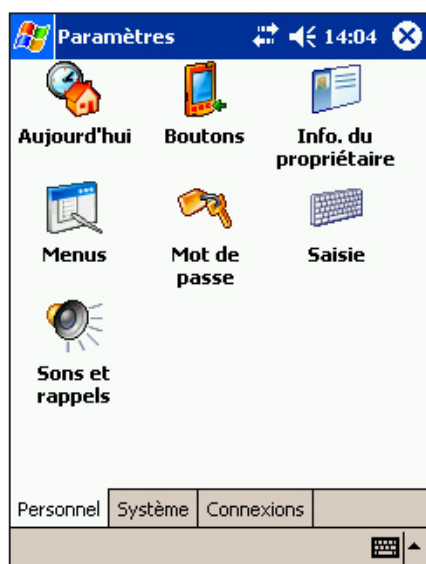 Paramètres 14:04
Aujourd'hui
Boutons
Info. du
propriétaire
Menus
Mot de
passe
Saisie
Sons et
rappels
Personnel Système Connexions